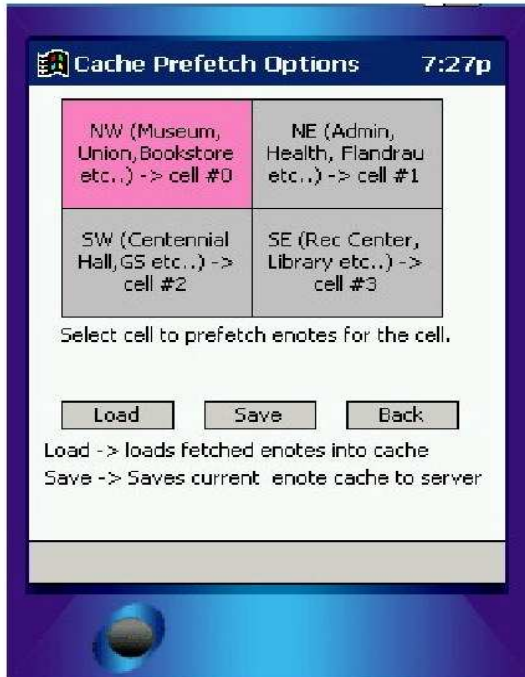 Cache Prefetch Options 7:27p
NW (Museum,
Union,Bookstore
etc..) -> cell #0
NE (Admin,
Health, Flandrau
etc..) -> cell #1
SW (Centennial
Hall,GS etc..) ->
cell #2
SE (Rec Center,
Library etc..) ->
cell #3
Select cell to prefetch enotes for the cell.
Load Save Back
Load -> loads fetched enotes into cache
Save -> Saves current enote cache to server